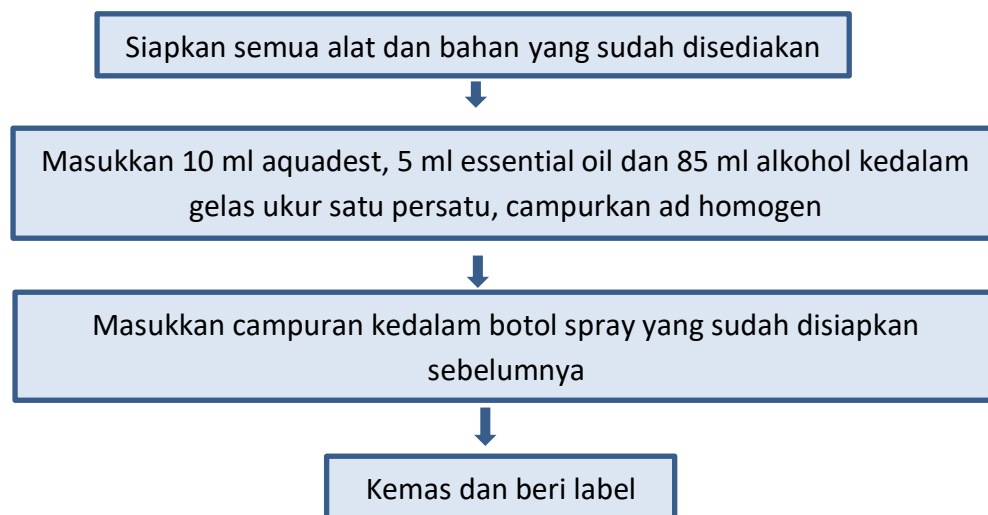 Siapkan semua alat dan bahan yang sudah disediakan
Masukkan 10 ml aquadest, 5 ml essential oil dan 85 ml alkohol kedalam
gelas ukur satu persatu, campurkan ad homogen
Masukkan campuran kedalam botol spray yang sudah disiapkan
sebelumnya
Kemas dan beri label